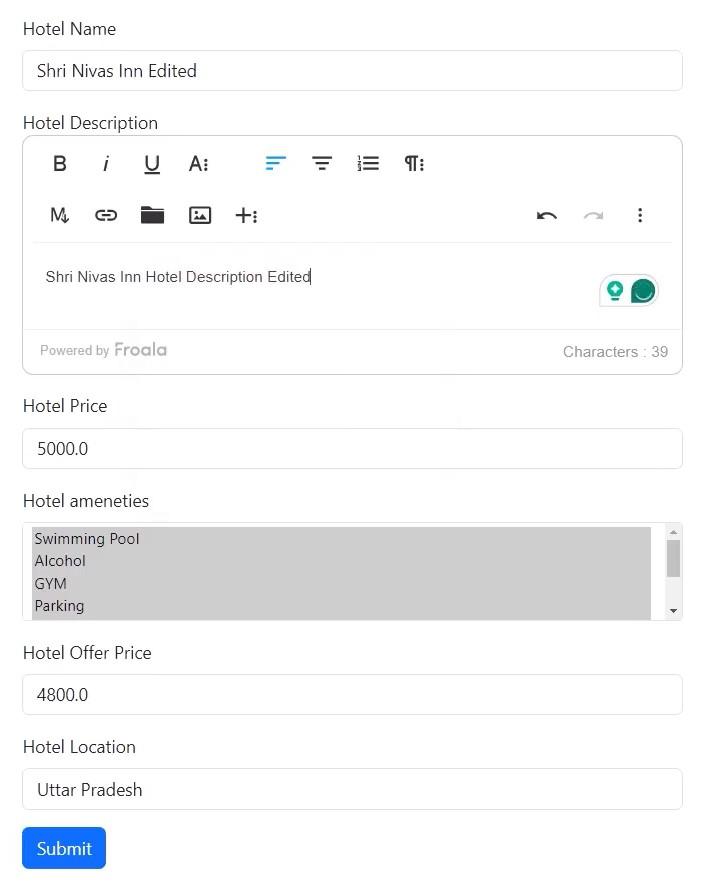 Hotel Name
Shri Nivas Inn Edited
Hotel Description
B i U A
M
Shri Nivas Inn Hotel Description Edited
Powered by Froala
Characters : 39
Hotel Price
5000.0
Hotel ameneties
Swimming Pool
Alcohol
GYM
Parking
Hotel Offer Price
4800.0
Hotel Location
Uttar Pradesh
Submit